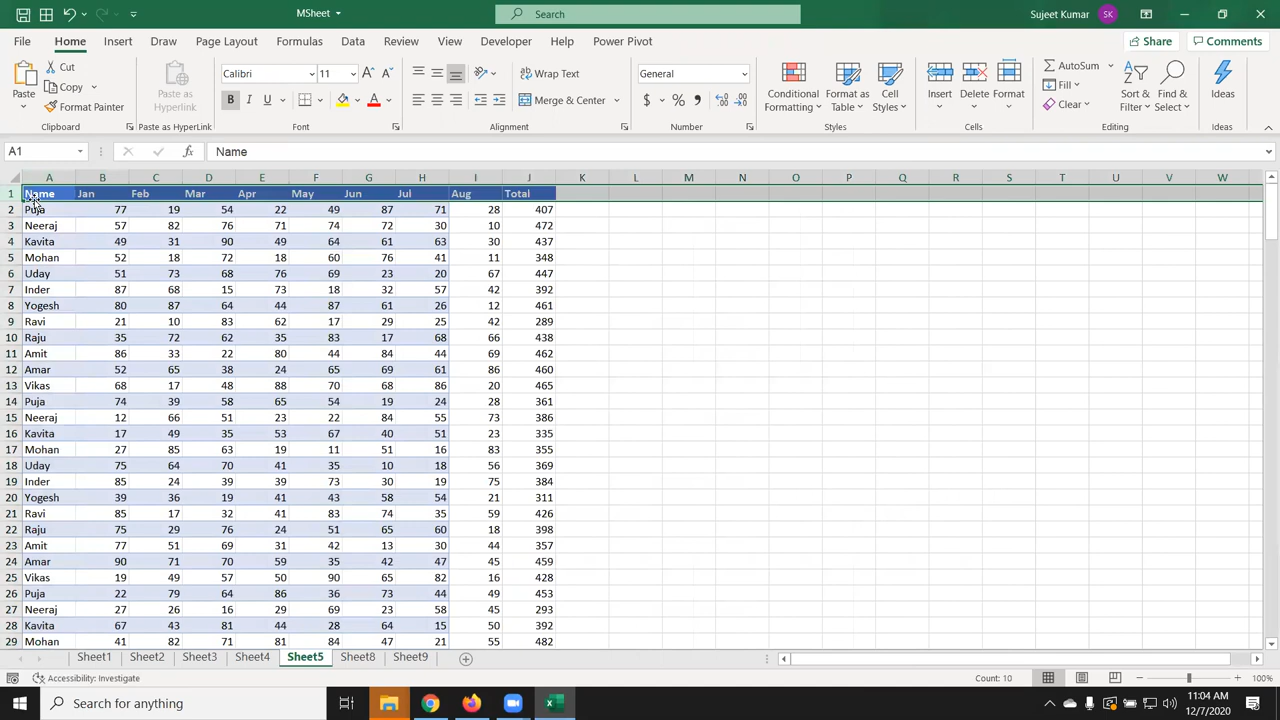 MSheet
Search
Sujeet Kumar SK
File Home Insert Draw Page Layout Formulas Data Review View Developer Help Power Pivot Share Comments
Paste Cut Copy Format Painter Clipboard
Paste as Hyperlink Paste as HyperLink
Calibri 11 A A B I U A Font
ab Wrap Text Merge & Center Alignment
General $ % Number
Conditional Formatting Format as Table Cell Styles Styles
Insert Delete Format Cells
AutoSum Fill Clear Sort & Filter Find & Select Editing
Ideas Ideas
A1 fx Name
A B C D E F G H I J K L M N O P Q R S T U V W
1 Name Jan Feb Mar Apr May Jun Jul Aug Total
2 Puja 77 19 54 22 49 87 71 28 407
3 Neeraj 57 82 76 71 74 72 30 10 472
4 Kavita 49 31 90 49 64 61 63 30 437
5 Mohan 52 18 72 18 60 76 41 11 348
6 Uday 51 73 68 76 69 23 20 67 447
7 Inder 87 68 15 73 18 32 57 42 392
8 Yogesh 80 87 64 44 87 61 26 12 461
9 Ravi 21 10 83 62 17 29 25 42 289
10 Raju 35 72 62 35 83 17 68 66 438
11 Amit 86 33 22 80 44 84 44 69 462
12 Amar 52 65 38 24 65 69 61 86 460
13 Vikas 68 17 48 88 70 68 86 20 465
14 Puja 74 39 58 65 54 19 24 28 361
15 Neeraj 12 66 51 23 22 84 55 73 386
16 Kavita 17 49 35 53 67 40 51 23 335
17 Mohan 27 85 63 19 11 51 16 83 355
18 Uday 75 64 70 41 35 10 18 56 369
19 Inder 85 24 39 39 73 30 19 75 384
20 Yogesh 39 36 19 41 43 58 54 21 311
21 Ravi 85 17 32 41 83 74 35 59 426
22 Raju 75 29 76 24 51 65 60 18 398
23 Amit 77 51 69 31 42 13 30 44 357
24 Amar 90 71 70 59 35 42 47 45 459
25 Vikas 19 49 57 50 90 65 82 16 428
26 Puja 22 79 64 86 36 73 44 49 453
27 Neeraj 27 26 16 29 69 23 58 45 293
28 Kavita 67 43 81 44 28 64 15 50 392
29 Mohan 41 82 71 81 84 47 21 55 482
Sheet1 Sheet2 Sheet3 Sheet4 Sheet5 Sheet8 Sheet9
Accessibility: Investigate Count: 10 100%
Search for anything 11:04 AM
12/7/2020